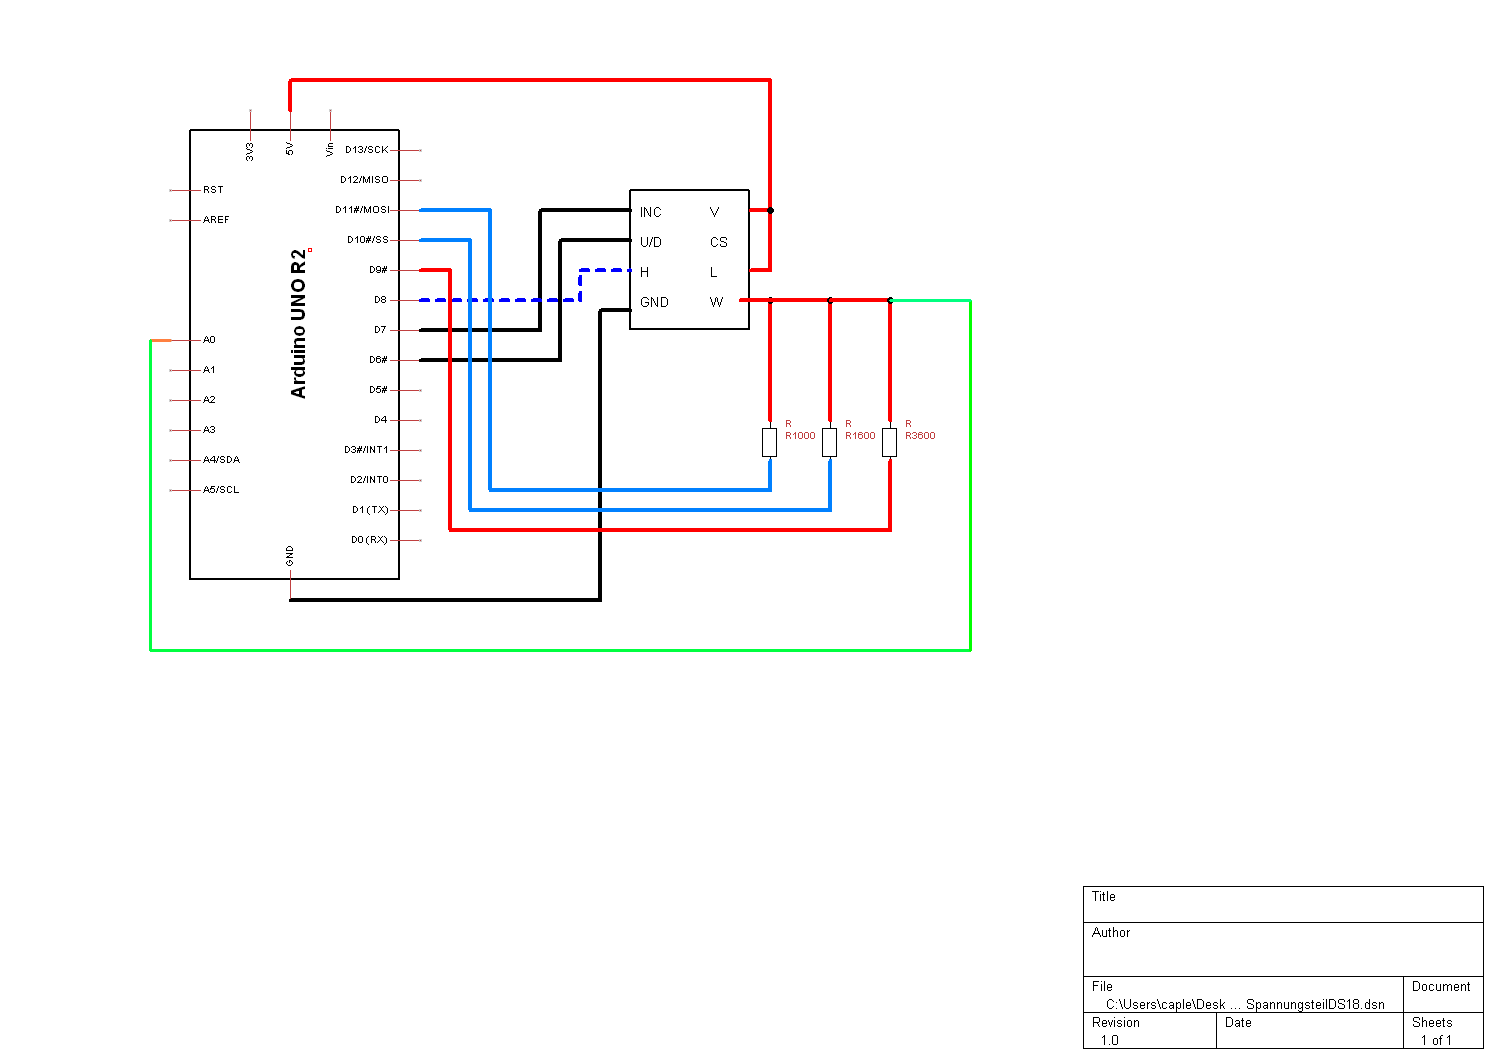 3V3
5V
Vin
D13/SCK
D12/MISO
D11#/MOSI
D10#/SS
D9#
D8
D7
D6#
D5#
D4
D3#/INT1
D2/INT0
D1(TX)
D0(RX)
RST
AREF
A0
A1
A2
A3
A4/SDA
A5/SCL
GND
Arduino UNO R2
INC V
U/D CS
H L
GND W
R
R1000
R
R1600
R
R3600
Title
Author
File
C:\Users\caple\Desk ... SpannungsteilDS18.dsn
Document
Revision
1.0
Date
Sheets
1 of 1